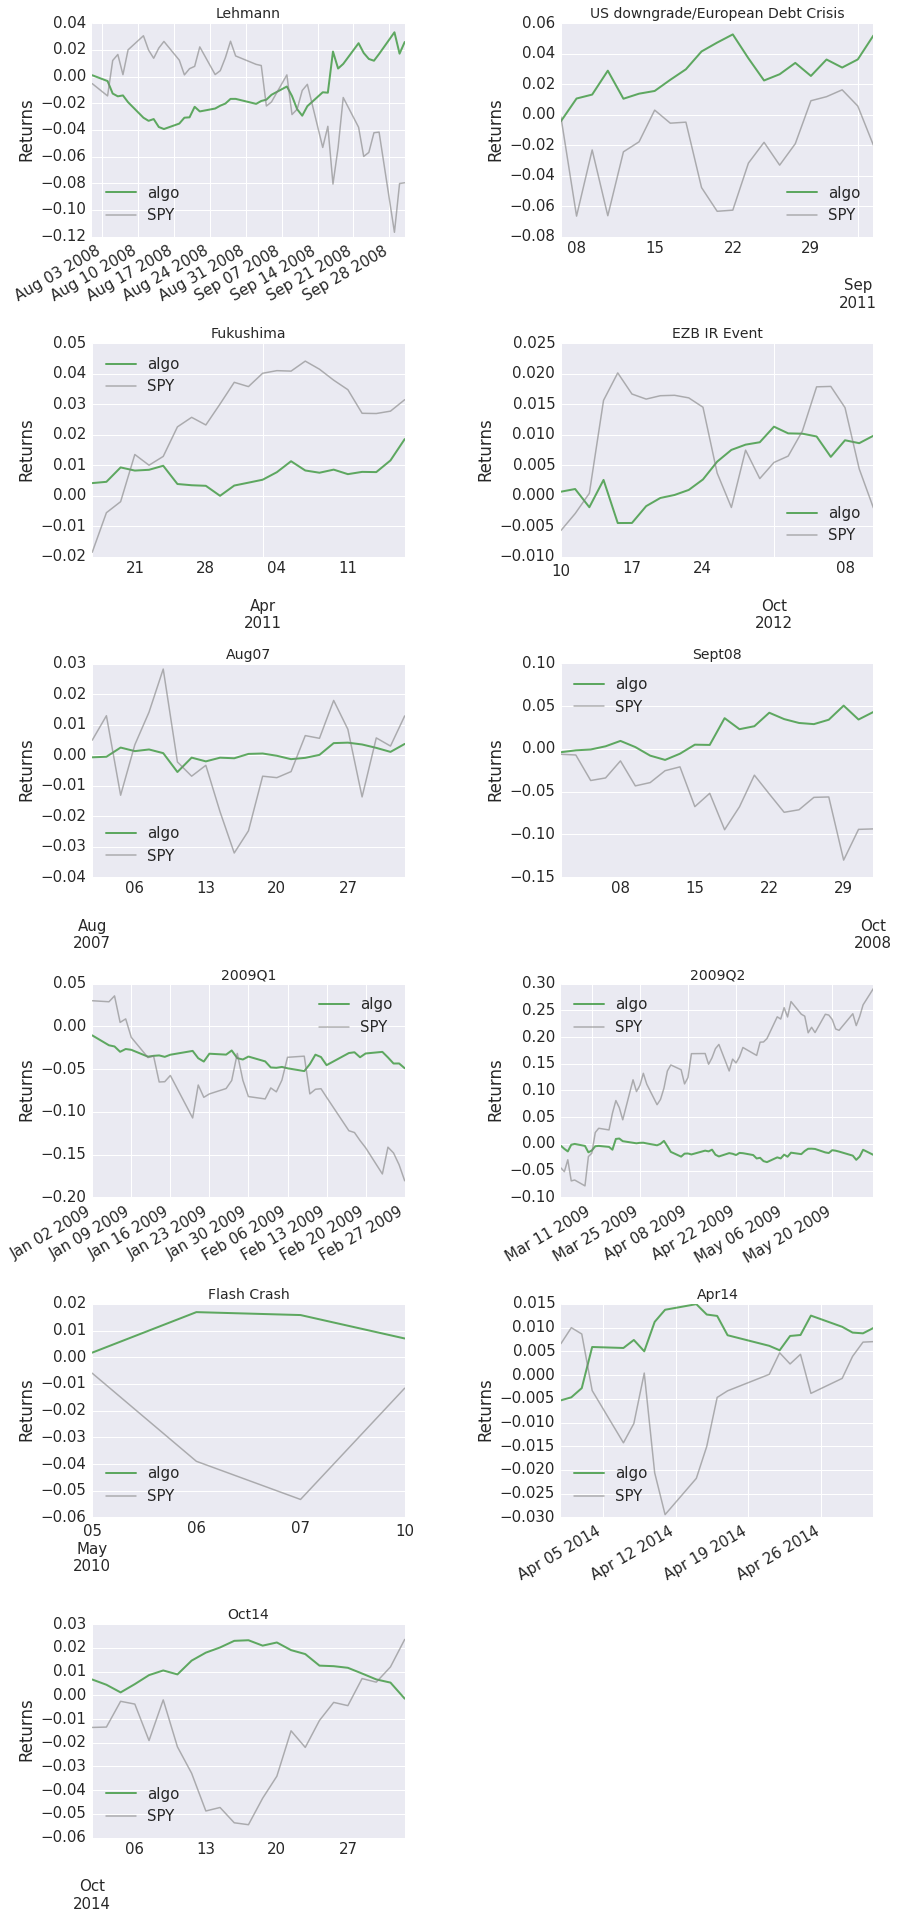 Lehmann
0.04
0.02
0.00
−0.02
−0.04
−0.06
−0.08
−0.10
−0.12
Returns
algo
SPY
Aug 03 2008
Aug 10 2008
Aug 17 2008
Aug 24 2008
Aug 31 2008
Sep 07 2008
Sep 14 2008
Sep 21 2008
Sep 28 2008
US downgrade/European Debt Crisis
0.06
0.04
0.02
0.00
−0.02
−0.04
−0.06
−0.08
Returns
algo
SPY
08 15 22 29
Sep
2011
Fukushima
0.05
0.04
0.03
0.02
0.01
0.00
−0.01
−0.02
Returns
algo
SPY
21 28 04 11
Apr
2011
EZB IR Event
0.025
0.020
0.015
0.010
0.005
0.000
−0.005
−0.010
Returns
algo
SPY
10 17 24 08
Oct
2012
Aug07
0.03
0.02
0.01
0.00
−0.01
−0.02
−0.03
−0.04
Returns
algo
SPY
06 13 20 27
Aug
2007
Sept08
0.10
0.05
0.00
−0.05
−0.10
−0.15
Returns
algo
SPY
08 15 22 29
Oct
2008
2009Q1
0.05
0.00
−0.05
−0.10
−0.15
−0.20
Returns
algo
SPY
Jan 02 2009
Jan 09 2009
Jan 16 2009
Jan 23 2009
Jan 30 2009
Feb 06 2009
Feb 13 2009
Feb 20 2009
Feb 27 2009
2009Q2
0.30
0.25
0.20
0.15
0.10
0.05
0.00
−0.05
−0.10
Returns
algo
SPY
Mar 11 2009
Mar 25 2009
Apr 08 2009
Apr 22 2009
May 06 2009
May 20 2009
Flash Crash
0.02
0.01
0.00
−0.01
−0.02
−0.03
−0.04
−0.05
−0.06
Returns
algo
SPY
05 06 07 10
May
2010
Apr14
0.015
0.010
0.005
0.000
−0.005
−0.010
−0.015
−0.020
−0.025
−0.030
Returns
algo
SPY
Apr 05 2014
Apr 12 2014
Apr 19 2014
Apr 26 2014
Oct14
0.03
0.02
0.01
0.00
−0.01
−0.02
−0.03
−0.04
−0.05
−0.06
Returns
algo
SPY
06 13 20 27
Oct
2014